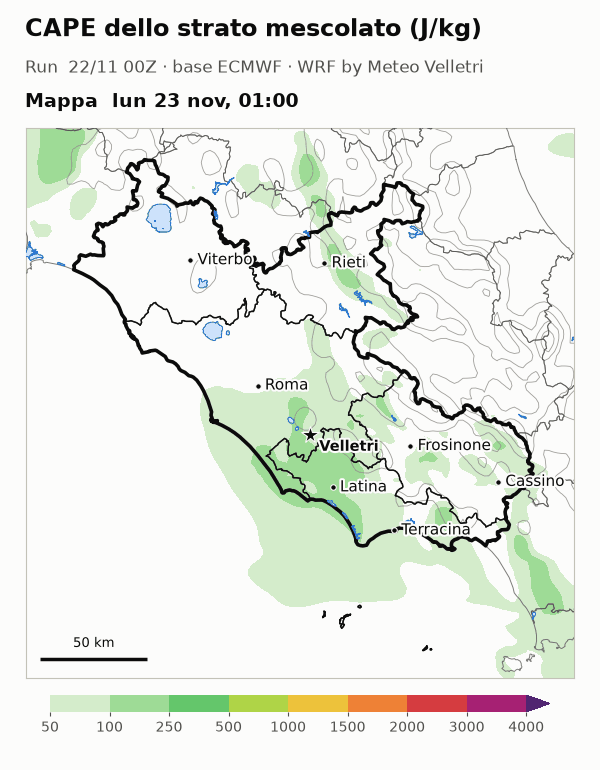 CAPE dello strato mescolato (J/kg)
Run  22/11 00Z · base ECMWF · WRF by Meteo Velletri
Mappa  lun 23 nov, 01:00
Viterbo
Rieti
Roma
Velletri
Frosinone
Latina
Cassino
Terracina
50 km
50 100 250 500 1000 1500 2000 3000 4000